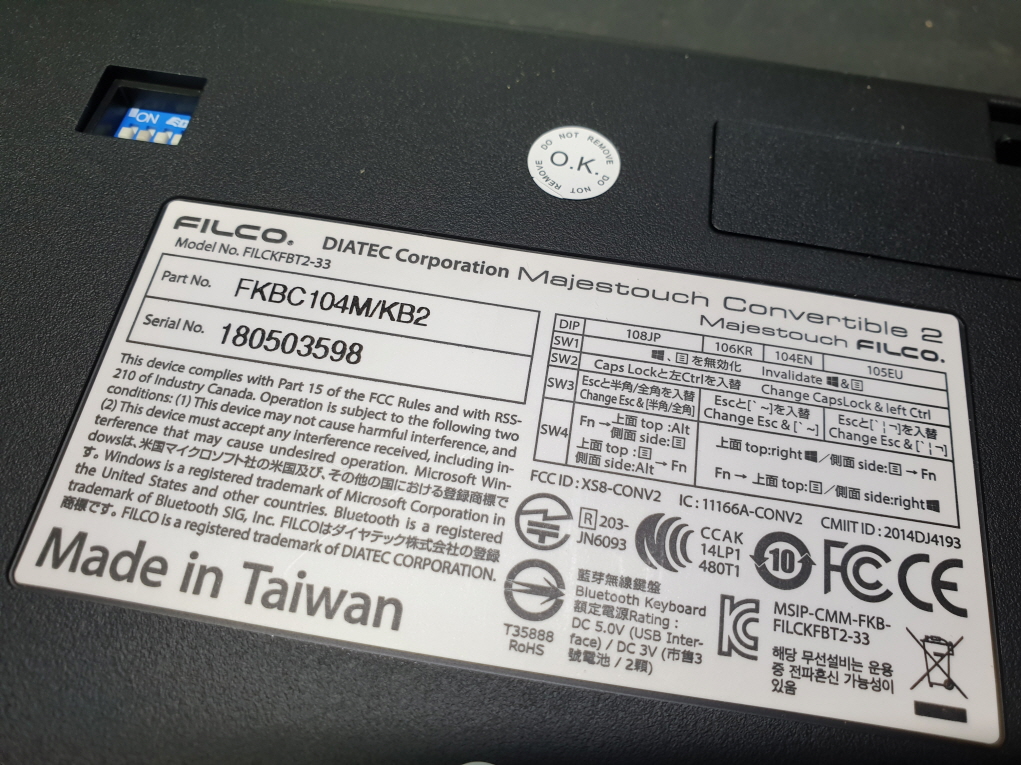 ON
DO NOT REMOVE
O.K.
DO NOT REMOVE
FILCO. DIATEC Corporation Majestouch Convertible 2
Model No. FILCKFBT2-33
Majestouch FILCO.
Part No. FKBC104M/KB2
Serial No. 180503598
DIP 108JP 106KR 104EN 105EU
SW1 、 を無効化 Invalidate &
SW2 Caps Lockと左Ctrlを入替 Change CapsLock & left Ctrl
SW3 Escと半角/全角を入替 Escと[` ~]を入替 Escと[` ¦ ¬]を入替
Change Esc & [半角/全角] Change Esc & [` ~] Change Esc & [` ¦ ¬]
SW4 Fn → 上面 top :Alt
側面 side:
上面 top : → Fn
側面 side:Alt
上面 top:right /側面 side: → Fn
Fn → 上面 top: /側面 side:right
This device complies with Part 15 of the FCC Rules and with RSS-
210 of Industry Canada. Operation is subject to the following two
conditions: (1) This device may not cause harmful interference, and
(2) This device must accept any interference received, including in-
terference that may cause undesired operation. Microsoft Win-
dowsは、米国マイクロソフト社の米国及び、その他の国における登録商標で
す。Windows is a registered trademark of Microsoft Corporation in
the United States and other countries. Bluetooth is a registered
trademark of Bluetooth SIG, Inc. FILCOはダイヤテック株式会社の登録
商標です。FILCO is a registered trademark of DIATEC CORPORATION.
Made in Taiwan
FCC ID : XS8-CONV2 IC : 11166A-CONV2 CMIIT ID : 2014DJ4193
R 203-
JN6093
CCAK
14LP1
480T1
10
FC CE
T35888
RoHS
藍芽無線鍵盤
Bluetooth Keyboard
額定電源Rating :
DC 5.0V (USB Inter-
face) / DC 3V (市售3
號電池 / 2顆)
MSIP-CMM-FKB-
FILCKFBT2-33
해당 무선설비는 운용
중 전파혼신 가능성이
있음